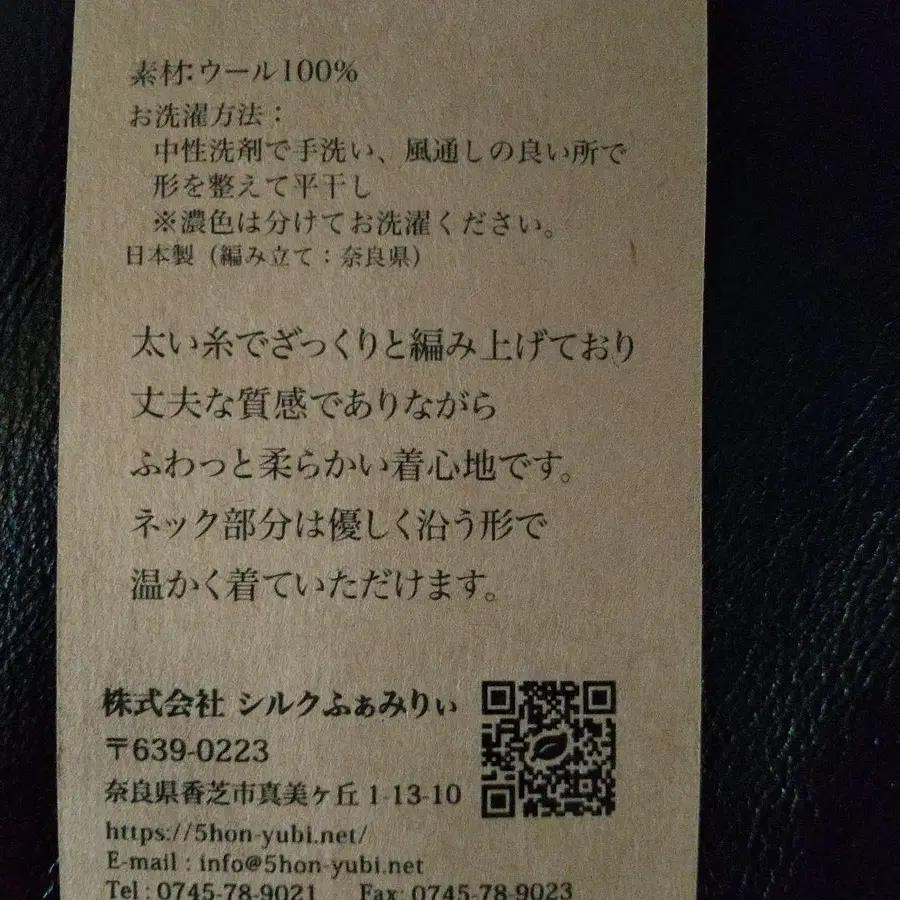 素材:ウール100%
お洗濯方法：
中性洗剤で手洗い、風通しの良い所で
形を整えて平干し
※濃色は分けてお洗濯ください。
日本製（編み立て：奈良県）
太い糸でざっくりと編み上げており
丈夫な質感でありながら
ふわっと柔らかい着心地です。
ネック部分は優しく沿う形で
温かく着ていただけます。
株式会社 シルクふぁみりぃ
〒639-0223
奈良県香芝市真美ヶ丘 1-13-10
https://5hon-yubi.net/
E-mail : info@5hon-yubi.net
Tel : 0745-78-9021 Fax: 0745-78-9023